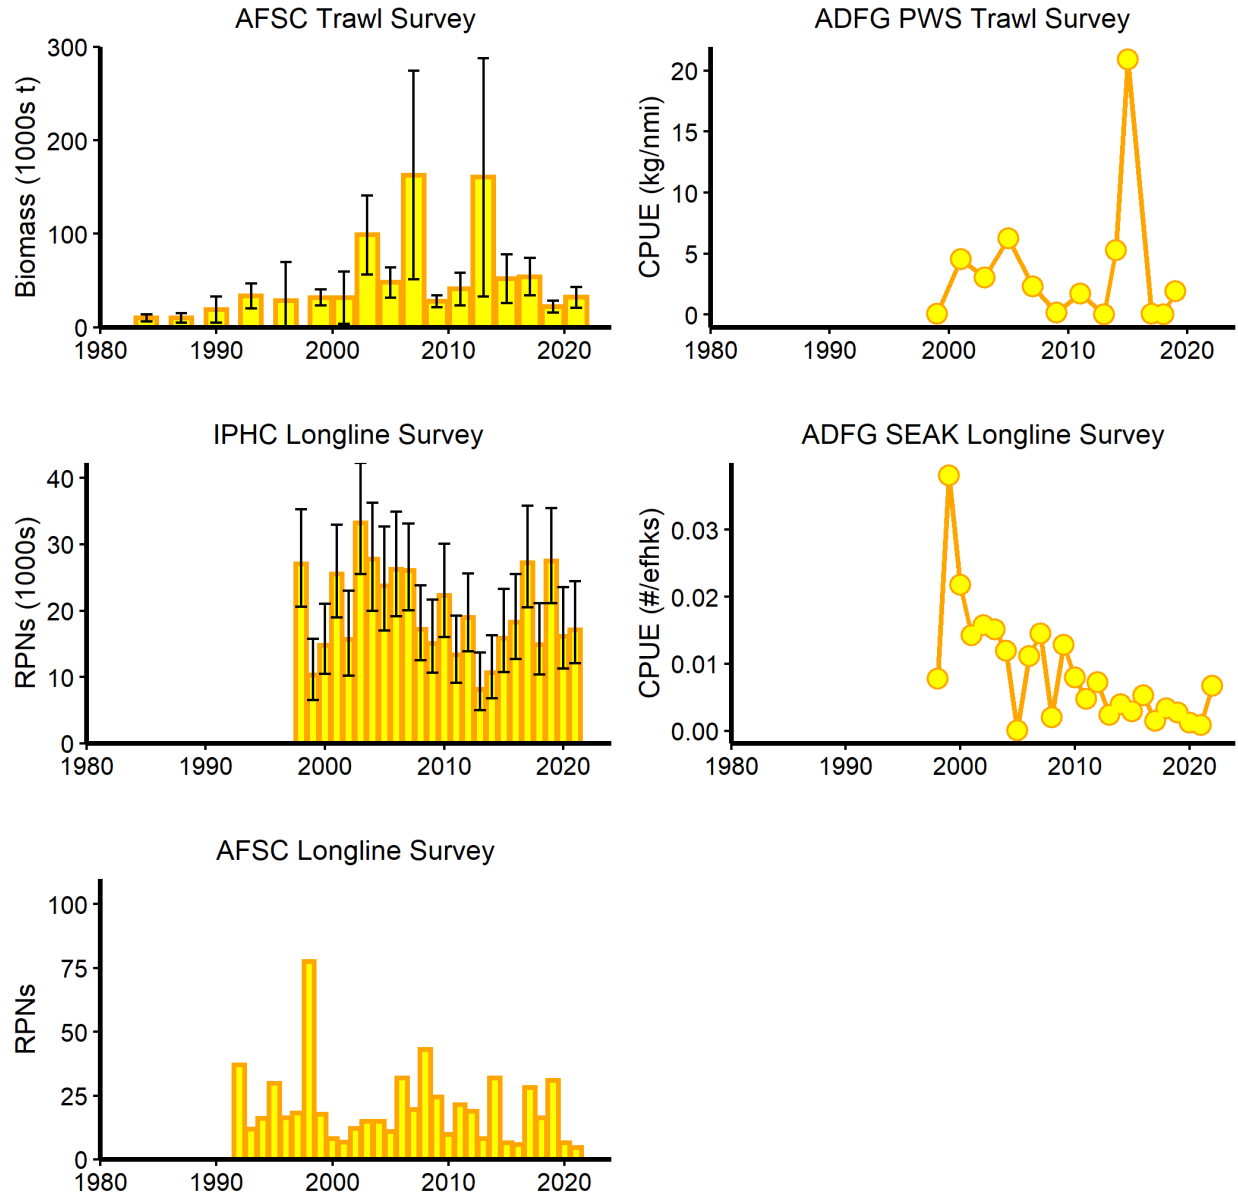 AFSC Trawl Survey
Biomass (1000s t)
300
200
100
0
1980 1990 2000 2010 2020
ADFG PWS Trawl Survey
CPUE (kg/nmi)
20
15
10
5
0
1980 1990 2000 2010 2020
IPHC Longline Survey
RPNs (1000s)
40
30
20
10
0
1980 1990 2000 2010 2020
ADFG SEAK Longline Survey
CPUE (#/efhks)
0.03
0.02
0.01
0.00
1980 1990 2000 2010 2020
AFSC Longline Survey
RPNs
100
75
50
25
0
1980 1990 2000 2010 2020